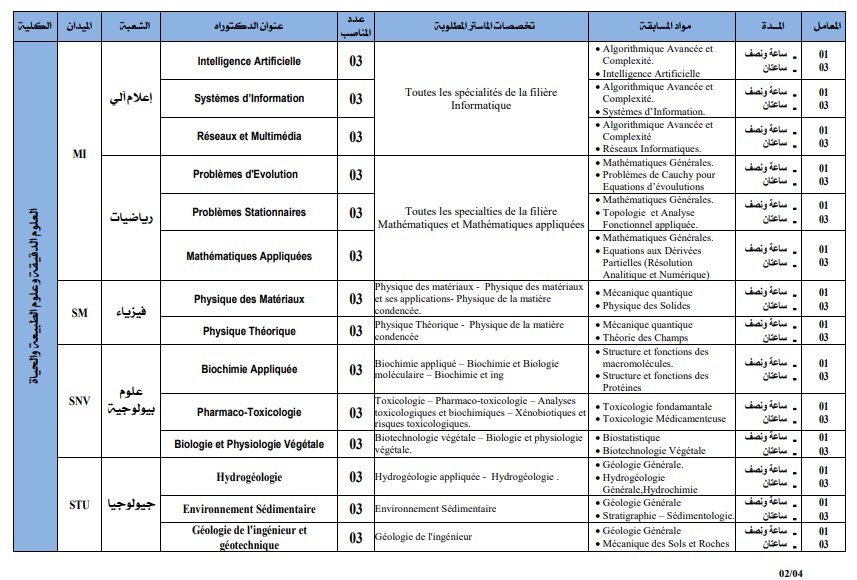 الكلية الميدان الشعبة عنوان الدكتوراه عدد المناصب تخصصات الماستر المطلوبة مواد المسابقة المـدة المعامل
العلوم الدقيقة وعلوم الطبيعة والحياة
MI
إعلام آلي
Intelligence Artificielle
03
Toutes les spécialités de la filière
Informatique
• Algorithmique Avancée et
Complexité.
• Intelligence Artificielle
- ساعة ونصف
- ساعتان
01
03
Systèmes d’Information
03
• Algorithmique Avancée et
Complexité.
• Systèmes d’Information.
- ساعة ونصف
- ساعتان
01
03
Réseaux et Multimédia
03
• Algorithmique Avancée et
Complexité
• Réseaux Informatiques.
- ساعة ونصف
- ساعتان
01
03
رياضيات
Problèmes d'Evolution
03
Toutes les specialties de la filière
Mathématiques et Mathématiques appliquées
• Mathématiques Générales.
• Problèmes de Cauchy pour
Equations d’évoulutions
- ساعة ونصف
- ساعتان
01
03
Problèmes Stationnaires
03
• Mathématiques Générales.
• Topologie et Analyse
Fonctionnel appliquée.
- ساعة ونصف
- ساعتان
01
03
Mathématiques Appliquées
03
• Mathématiques Générales.
• Equations aux Dérivées
Partielles (Résolution
Analitique et Numérique)
- ساعة ونصف
- ساعتان
01
03
SM
فيزياء
Physique des Matériaux
03
Physique des matériaux - Physique des matériaux
et ses applications- Physique de la matière
condencée.
• Mécanique quantique
• Physique des Solides
- ساعة ونصف
- ساعتان
01
03
Physique Théorique
03
Physique Théorique - Physique de la matière
condencée
• Mécanique quantique
• Théorie des Champs
- ساعة ونصف
- ساعتان
01
03
SNV
علوم
بيولوجية
Biochimie Appliquée
03
Biochimie appliqué – Biochimie et Biologie
moléculaire – Biochimie et ing
• Structure et fonctions des
macromolécules.
• Structure et fonctions des
Protéines
- ساعة ونصف
- ساعتان
01
03
Pharmaco-Toxicologie
03
Toxicologie – Pharmaco-toxicologie – Analyses
toxicologiques et biochimiques – Xénobiotiques et
risques toxicologiques.
• Toxicologie fondamantale
• Toxicologie Médicamenteuse
- ساعة ونصف
- ساعتان
01
03
Biologie et Physiologie Végétale
03
Biotechnologie végétale – Biologie et physiologie
végétale.
• Biostatistique
• Biotechnologie Végétale
- ساعة ونصف
- ساعتان
01
03
STU
جيولوجيا
Hydrogéologie
03
Hydrogéologie appliquée - Hydrogéologie .
• Géologie Générale.
• Hydrogéologie
Générale,Hydrochimie
- ساعة ونصف
- ساعتان
01
03
Environnement Sédimentaire
03
Environnement Sédimentaire
• Géologie Générale
• Stratigraphie – Sédimentologie.
- ساعة ونصف
- ساعتان
01
03
Géologie de l'ingénieur et
géotechnique
03
Géologie de l'ingénieur
• Géologie Générale
• Mécanique des Sols et Roches
- ساعة ونصف
- ساعتان
01
03
02/04